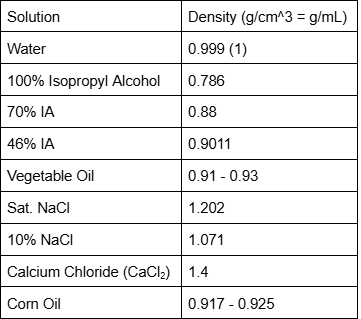 Solution Density (g/cm^3 = g/mL)
Water 0.999 (1)
100% Isopropyl Alcohol 0.786
70% IA 0.88
46% IA 0.9011
Vegetable Oil 0.91 - 0.93
Sat. NaCl 1.202
10% NaCl 1.071
Calcium Chloride (CaCl₂) 1.4
Corn Oil 0.917 - 0.925